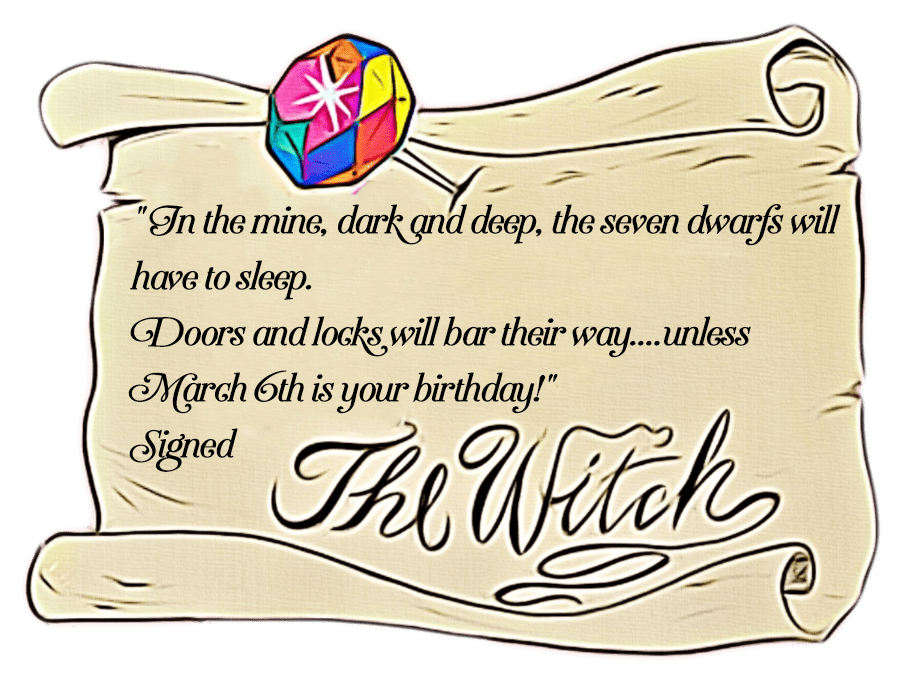 "In the mine, dark and deep, the seven dwarfs will
have to sleep.
Doors and locks will bar their way....unless
March 6th is your birthday!"
Signed
The Witch